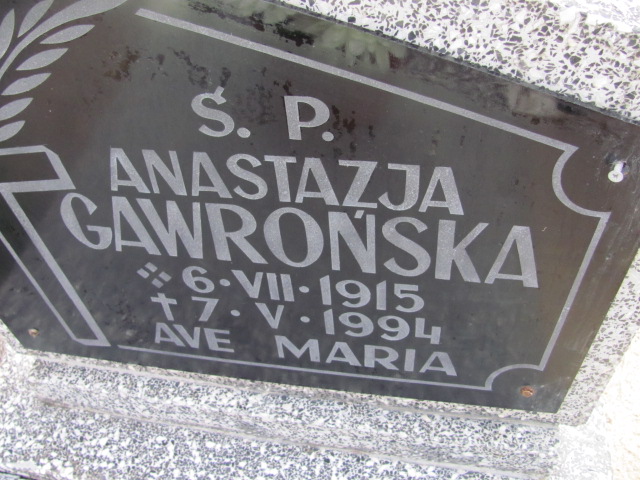 Ś. P.
ANASTAZJA
GAWROŃSKA
6·VII·1915
7·V·1994
AVE MARIA